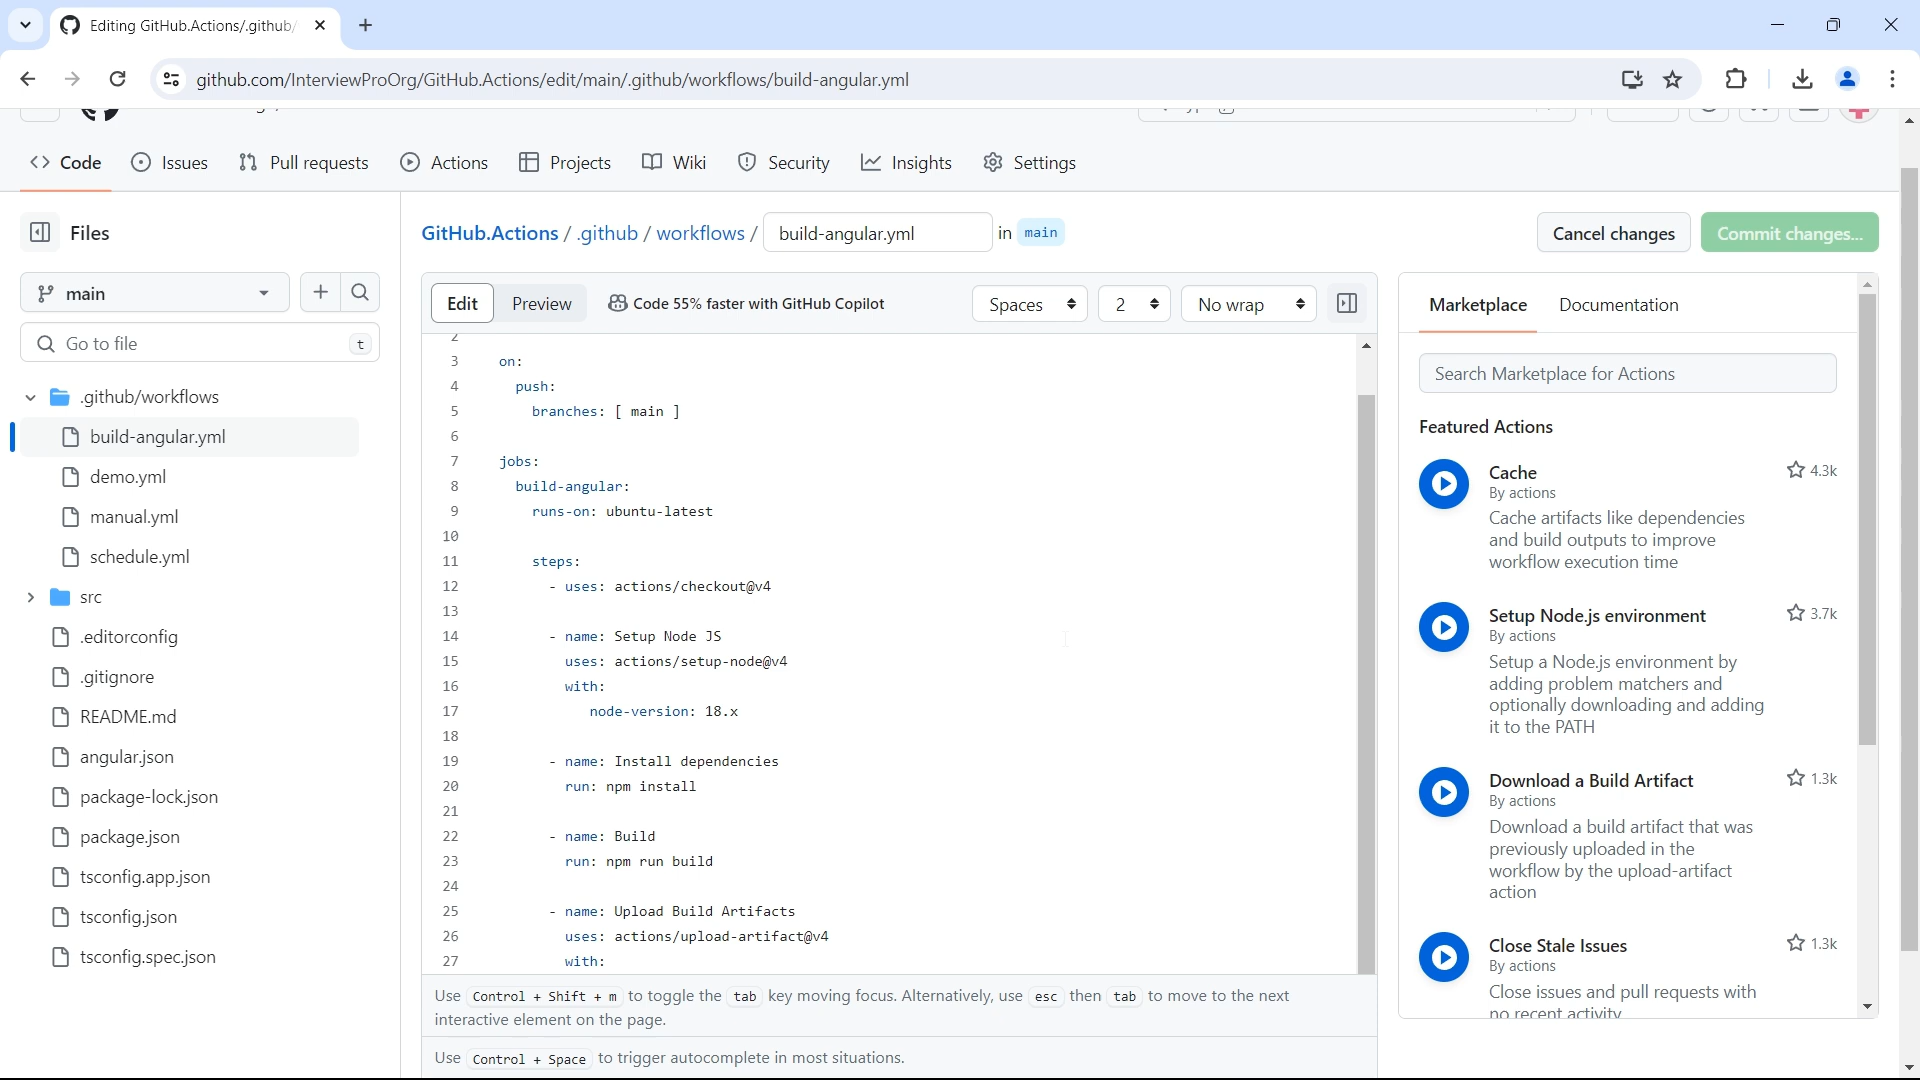 Editing GitHub.Actions/.github/
github.com/InterviewProOrg/GitHub.Actions/edit/main/.github/workflows/build-angular.yml
Code Issues Pull requests Actions Projects Wiki Security Insights Settings
Files
main
Go to file t
.github/workflows
build-angular.yml
demo.yml
manual.yml
schedule.yml
src
.editorconfig
.gitignore
README.md
angular.json
package-lock.json
package.json
tsconfig.app.json
tsconfig.json
tsconfig.spec.json
GitHub.Actions / .github / workflows / build-angular.yml in main
Cancel changes Commit changes...
Edit Preview Code 55% faster with GitHub Copilot Spaces 2 No wrap
2
3 on:
4 push:
5 branches: [ main ]
6
7 jobs:
8 build-angular:
9 runs-on: ubuntu-latest
10
11 steps:
12 - uses: actions/checkout@v4
13
14 - name: Setup Node JS
15 uses: actions/setup-node@v4
16 with:
17 node-version: 18.x
18
19 - name: Install dependencies
20 run: npm install
21
22 - name: Build
23 run: npm run build
24
25 - name: Upload Build Artifacts
26 uses: actions/upload-artifact@v4
27 with:
Use Control + Shift + m to toggle the tab key moving focus. Alternatively, use esc then tab to move to the next
interactive element on the page.
Use Control + Space to trigger autocomplete in most situations.
Marketplace Documentation
Search Marketplace for Actions
Featured Actions
Cache 4.3k
By actions
Cache artifacts like dependencies
and build outputs to improve
workflow execution time
Setup Node.js environment 3.7k
By actions
Setup a Node.js environment by
adding problem matchers and
optionally downloading and adding
it to the PATH
Download a Build Artifact 1.3k
By actions
Download a build artifact that was
previously uploaded in the
workflow by the upload-artifact
action
Close Stale Issues 1.3k
By actions
Close issues and pull requests with
no recent activity